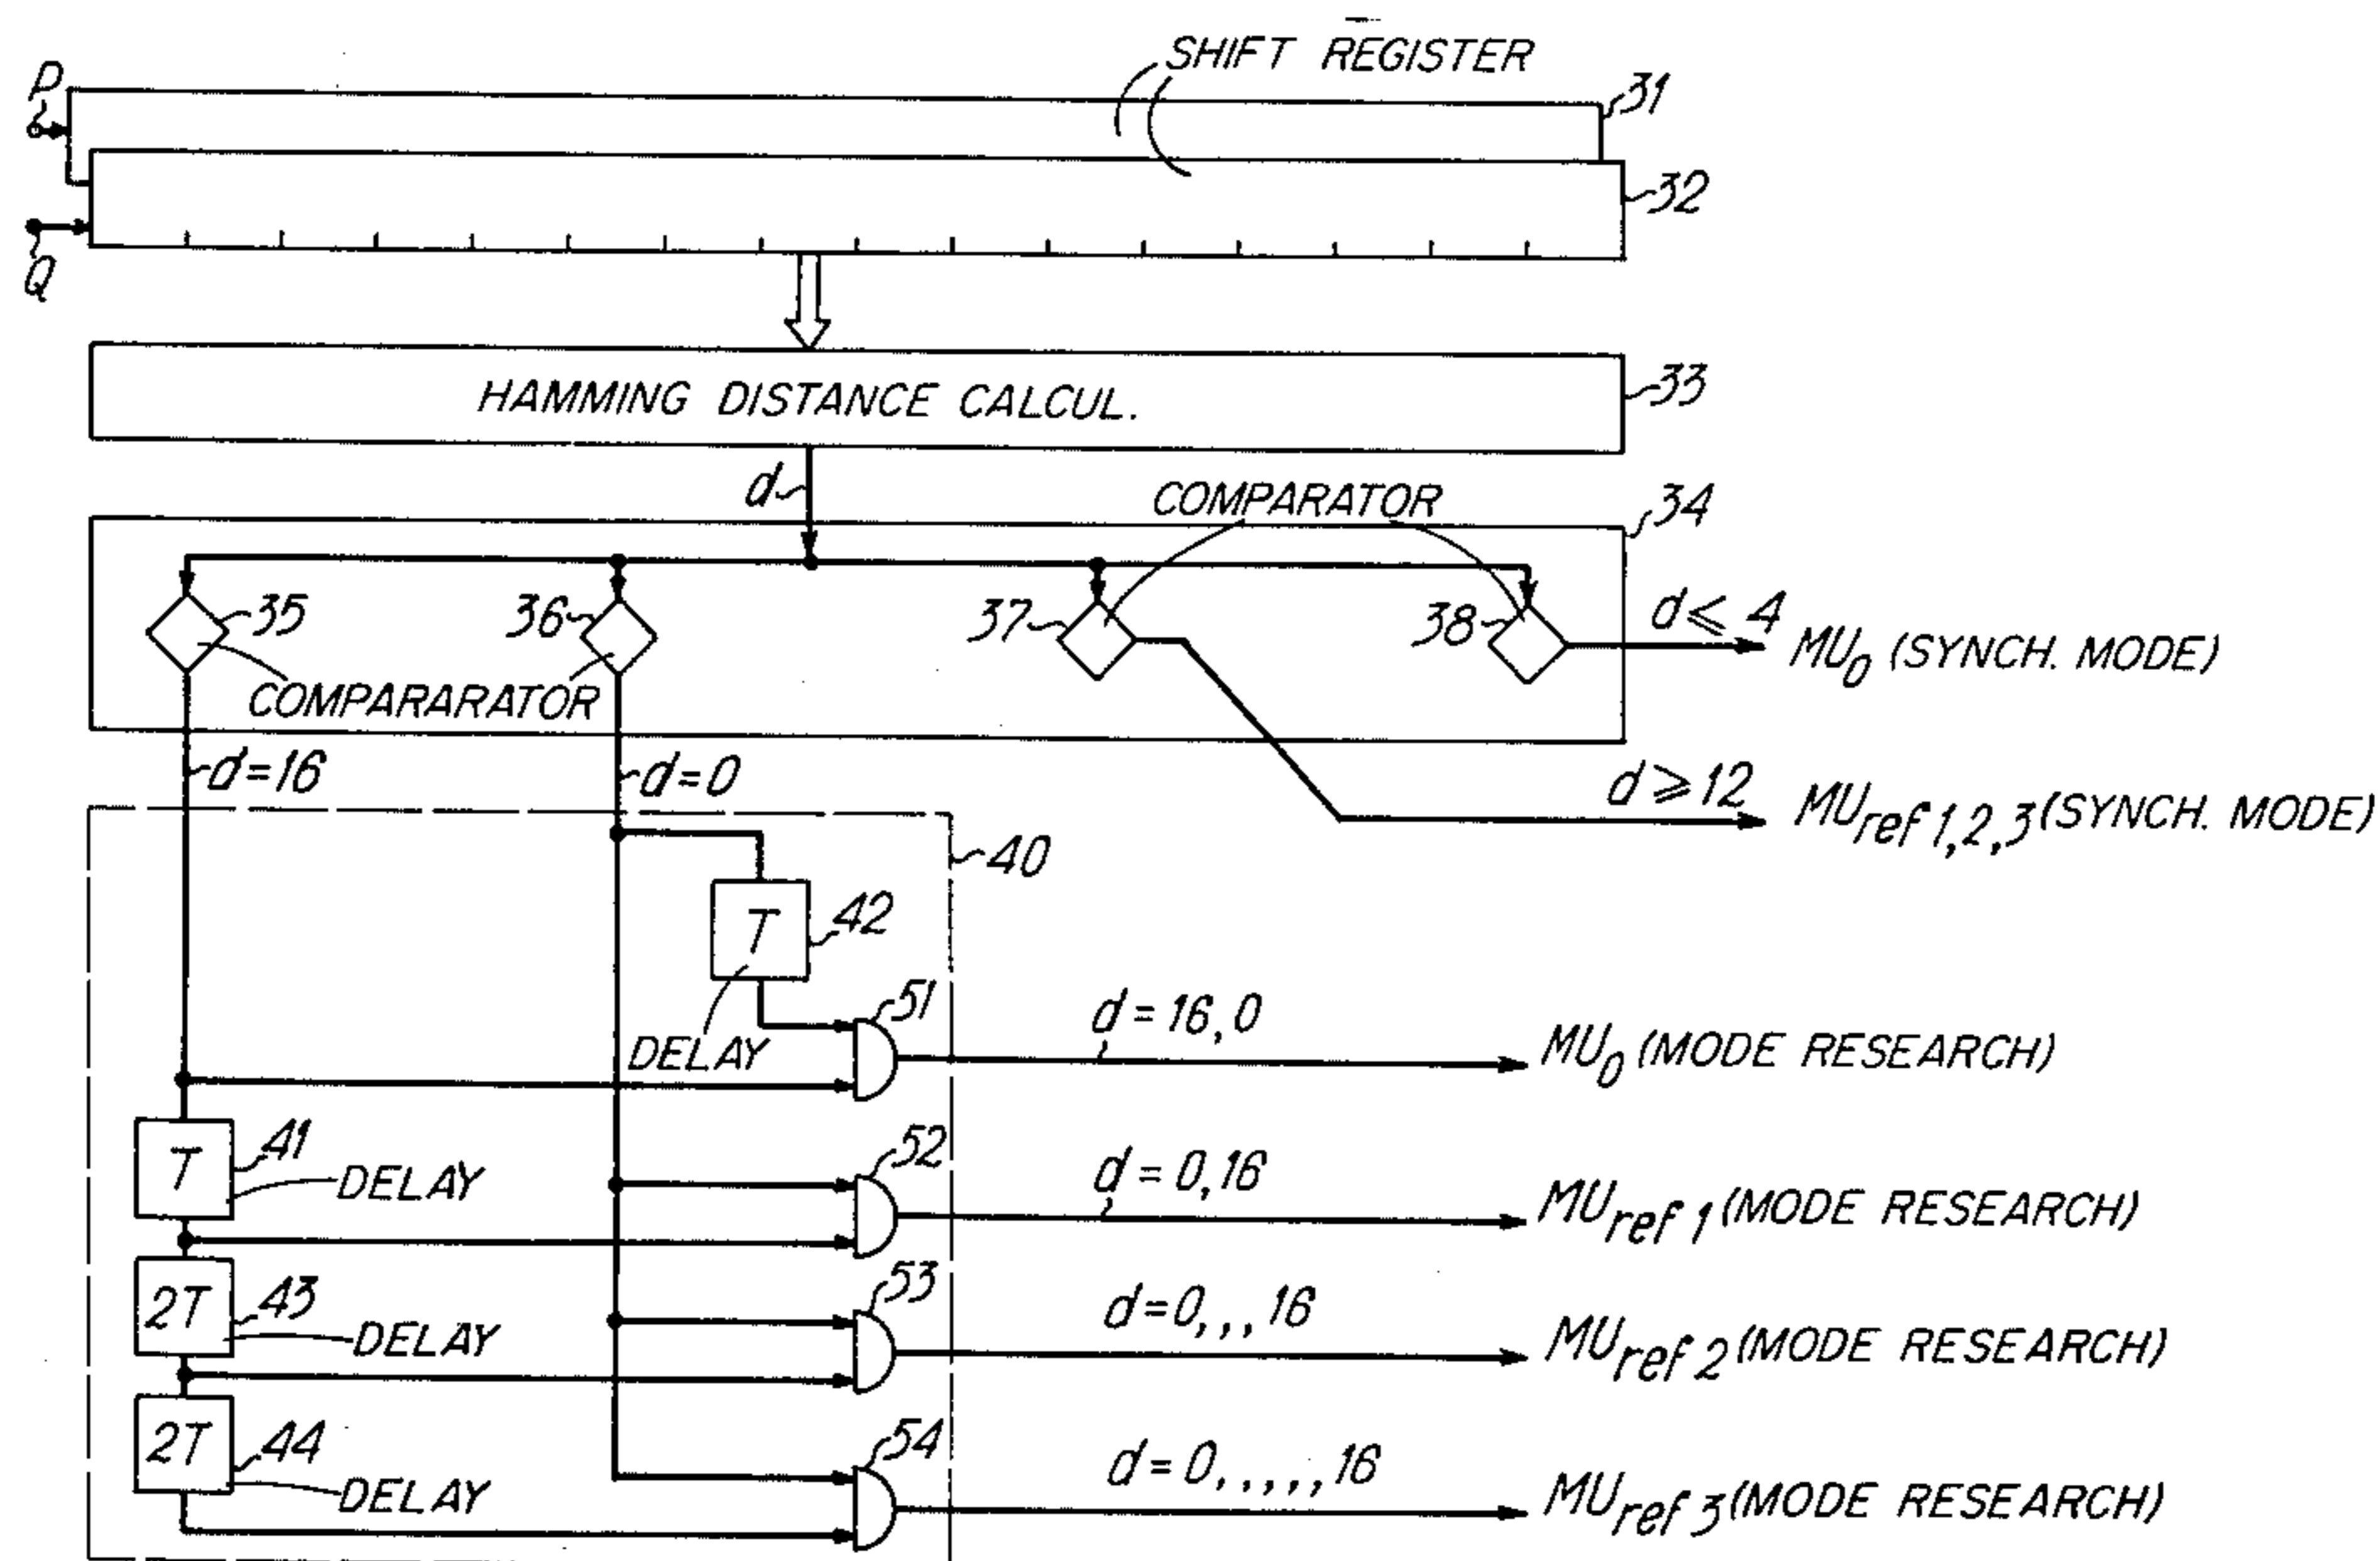 SHIFT REGISTER
P
31
32
Q
HAMMING DISTANCE CALCUL.
33
d
COMPARATOR
34
35
36
37
38
d ⩽ 4
MU0 (SYNCH. MODE)
COMPARARATOR
d=16
d=0
d ⩾ 12
MUref 1,2,3 (SYNCH. MODE)
40
T
42
DELAY
51
d = 16,0
MU0 (MODE RESEARCH)
T
41
DELAY
52
d = 0,16
MUref 1 (MODE RESEARCH)
2T
43
DELAY
53
d=0,,,16
MUref 2 (MODE RESEARCH)
2T
44
DELAY
54
d = 0,,,,,16
MUref 3 (MODE RESEARCH)